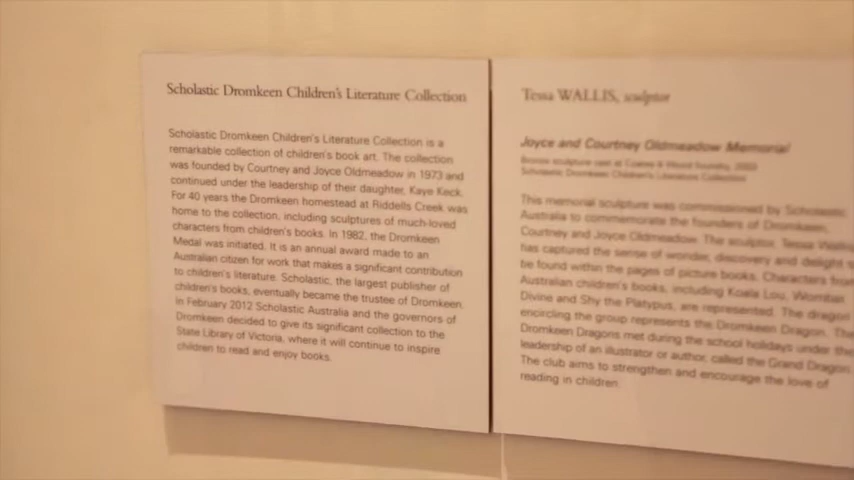 Scholastic Dromkeen Children's Literature Collection
Scholastic Dromkeen Children's Literature Collection is a
remarkable collection of children's book art. The collection
was founded by Courtney and Joyce Oldmeadow in 1973 and
continued under the leadership of their daughter, Kaye Keck.
For 40 years the Dromkeen homestead at Riddells Creek was
home to the collection, including sculptures of much-loved
characters from children's books. In 1982, the Dromkeen
Medal was initiated. It is an annual award made to an
Australian citizen for work that makes a significant contribution
to children's literature. Scholastic, the largest publisher of
children's books, eventually became the trustee of Dromkeen.
In February 2012 Scholastic Australia and the governors of
Dromkeen decided to give its significant collection to the
State Library of Victoria, where it will continue to inspire
children to read and enjoy books.
Tessa WALLIS, sculptor
Joyce and Courtney Oldmeadow Memorial
Bronze sculpture cast at
Scholastic Dromkeen Children's Literature Collection
This memorial sculpture was commissioned by Scholastic
Australia to commemorate the founders of Dromkeen,
Courtney and Joyce Oldmeadow. The sculptor, Tessa Wallis
has captured the sense of wonder, discovery and delight
be found within the pages of picture books. Characters from
Australian children's books, including Koala Lou, Wombat
Divine and Shy the Platypus, are represented. The dragon
encircling the group represents the Dromkeen Dragon. The
Dromkeen Dragons met during the school holidays under the
leadership of an illustrator or author, called the Grand Dragon.
The club aims to strengthen and encourage the love of
reading in children.